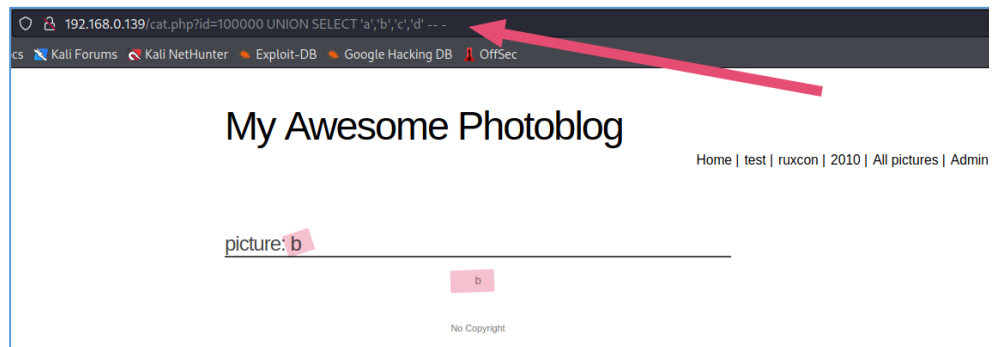 192.168.0.139/cat.php?id=100000 UNION SELECT 'a','b','c','d' -- -
cs Kali Forums Kali NetHunter Exploit-DB Google Hacking DB OffSec
My Awesome Photoblog
Home | test | ruxcon | 2010 | All pictures | Admin
picture: b
b
No Copyright